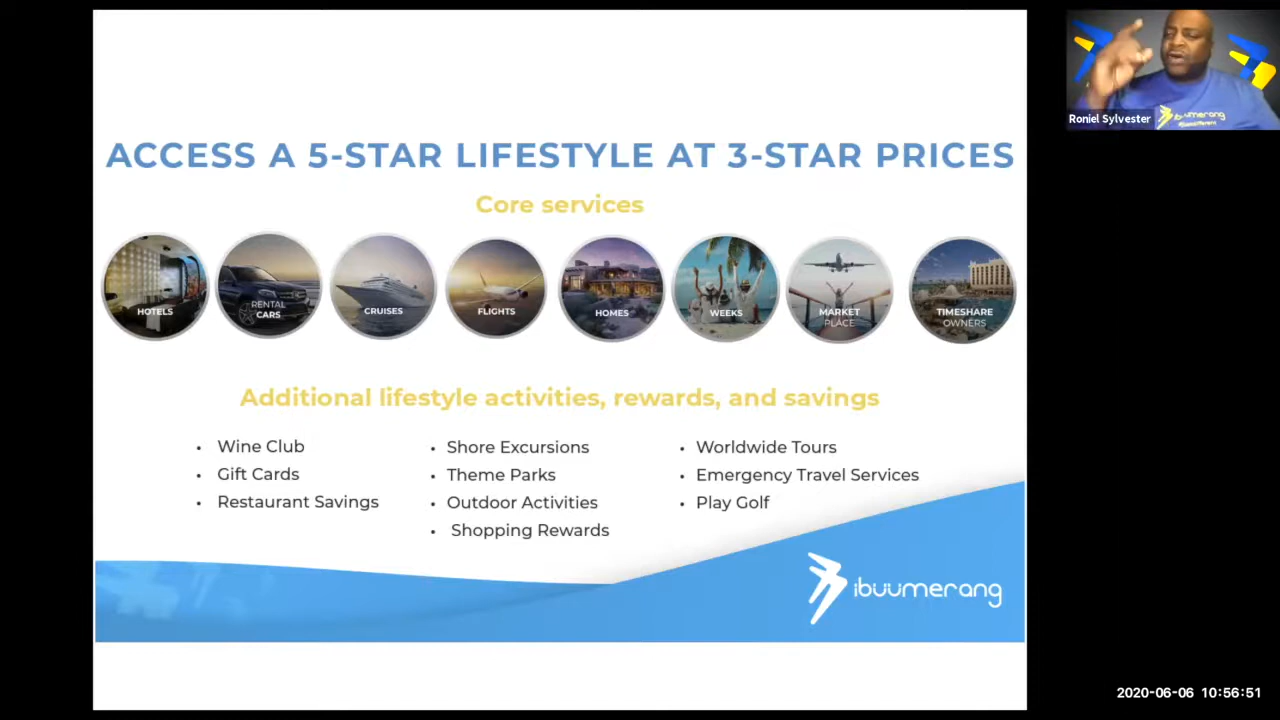 ACCESS A 5-STAR LIFESTYLE AT 3-STAR PRICES
Core services
HOTELS
RENTAL
CARS
CRUISES
FLIGHTS
HOMES
WEEKS
MARKET
PLACE
TIMESHARE
OWNERS
Additional lifestyle activities, rewards, and savings
• Wine Club
• Gift Cards
• Restaurant Savings
• Shore Excursions
• Theme Parks
• Outdoor Activities
• Shopping Rewards
• Worldwide Tours
• Emergency Travel Services
• Play Golf
ibuumerang
Roniel Sylvester
ibuumerang
2020-06-06 10:56:51